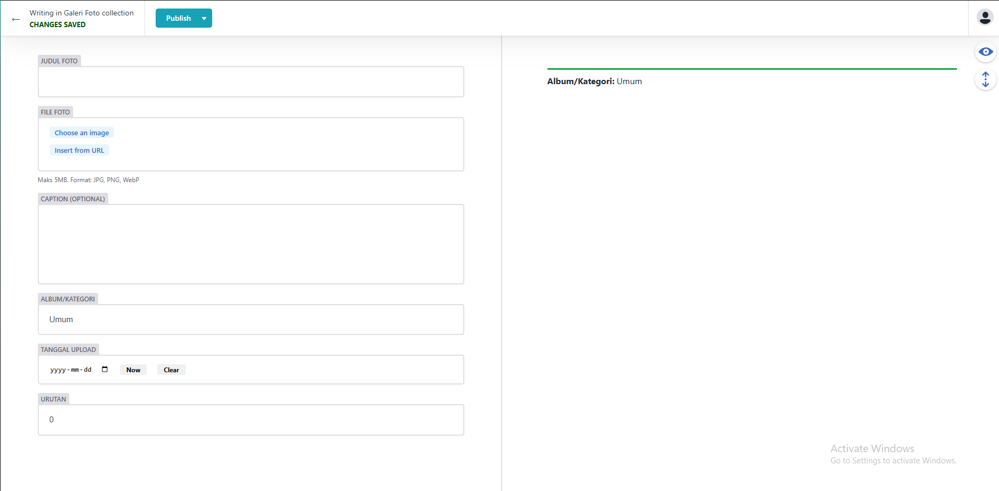 Writing in Galeri Foto collection
CHANGES SAVED
Publish
JUDUL FOTO
FILE FOTO
Choose an image
Insert from URL
Maks 5MB. Format: JPG, PNG, WebP
CAPTION (OPTIONAL)
ALBUM/KATEGORI
Umum
TANGGAL UPLOAD
yyyy-mm-dd Now Clear
URUTAN
0
Album/Kategori: Umum
Activate Windows
Go to Settings to activate Windows.